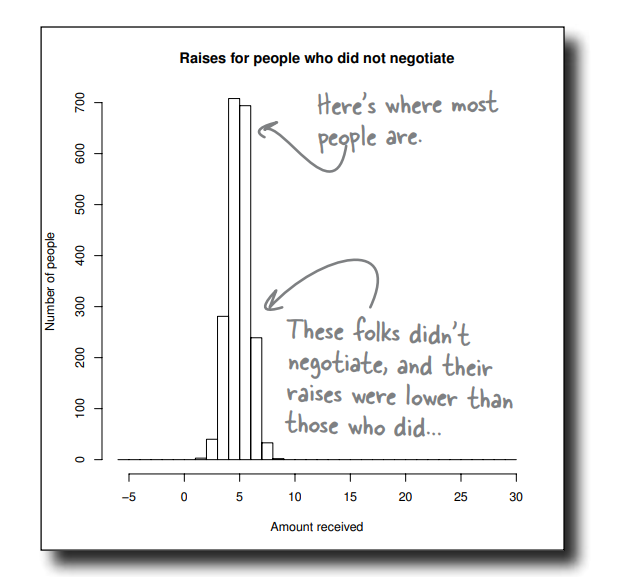 Raises for people who did not negotiate
Here's where most
people are.
These folks didn't
negotiate, and their
raises were lower than
those who did...
Number of people
700
600
500
400
300
200
100
0
−5 0 5 10 15 20 25 30
Amount received